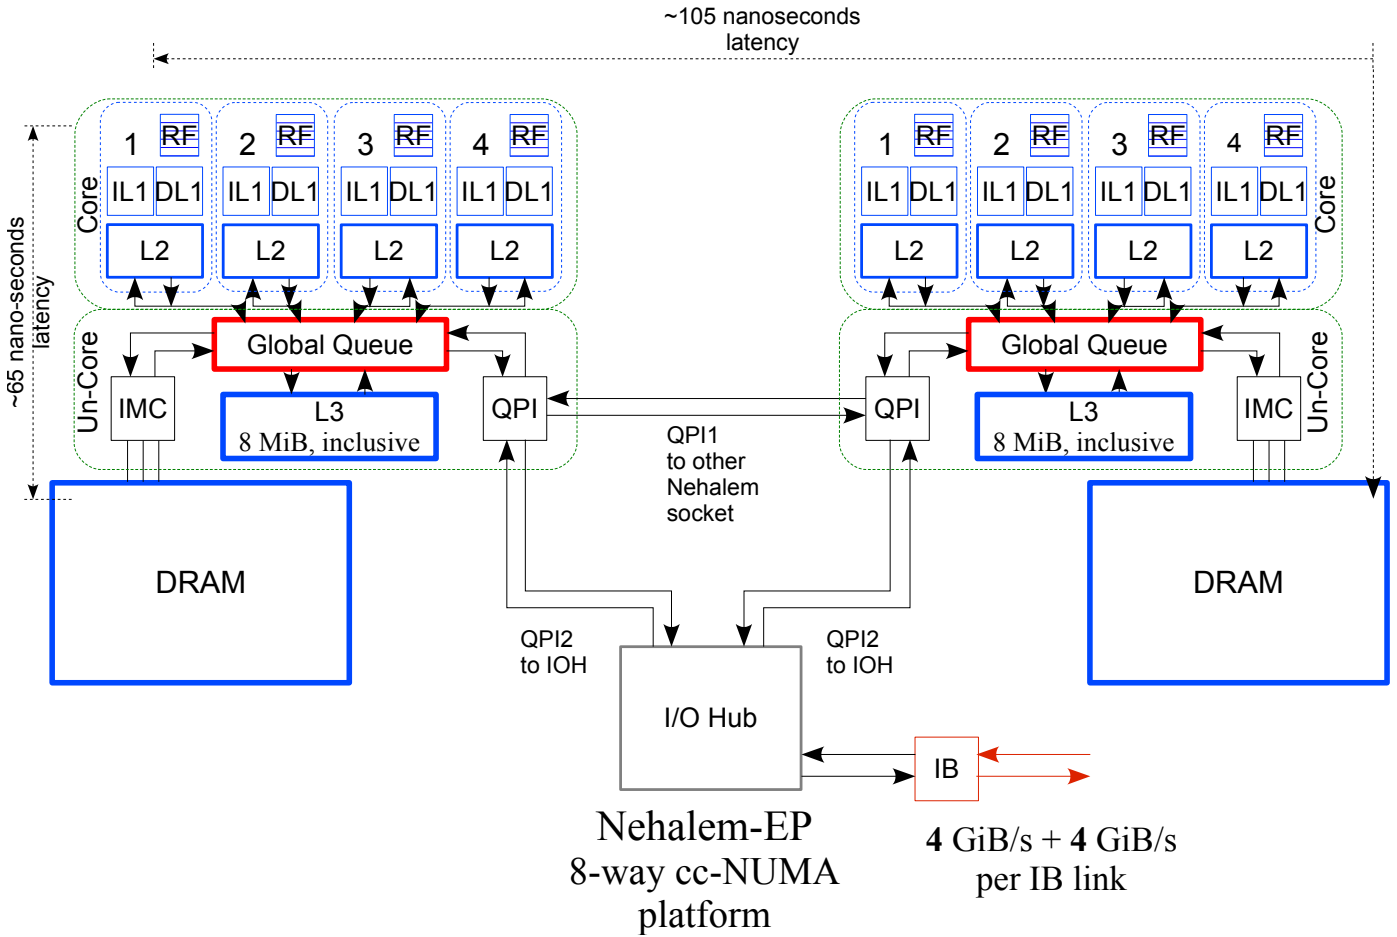 ~105 nanoseconds
latency
~65 nano-seconds
latency
Core
1 RF 2 RF 3 RF 4 RF
IL1 DL1 IL1 DL1 IL1 DL1 IL1 DL1
L2 L2 L2 L2
1 RF 2 RF 3 RF 4 RF
IL1 DL1 IL1 DL1 IL1 DL1 IL1 DL1
L2 L2 L2 L2
Core
Un-Core
Global Queue
IMC
L3
8 MiB, inclusive
QPI
QPI1
to other
Nehalem
socket
Global Queue
QPI
L3
8 MiB, inclusive
IMC
Un-Core
DRAM
DRAM
QPI2
to IOH
QPI2
to IOH
I/O Hub
IB
Nehalem-EP
8-way cc-NUMA
platform
4 GiB/s + 4 GiB/s
per IB link